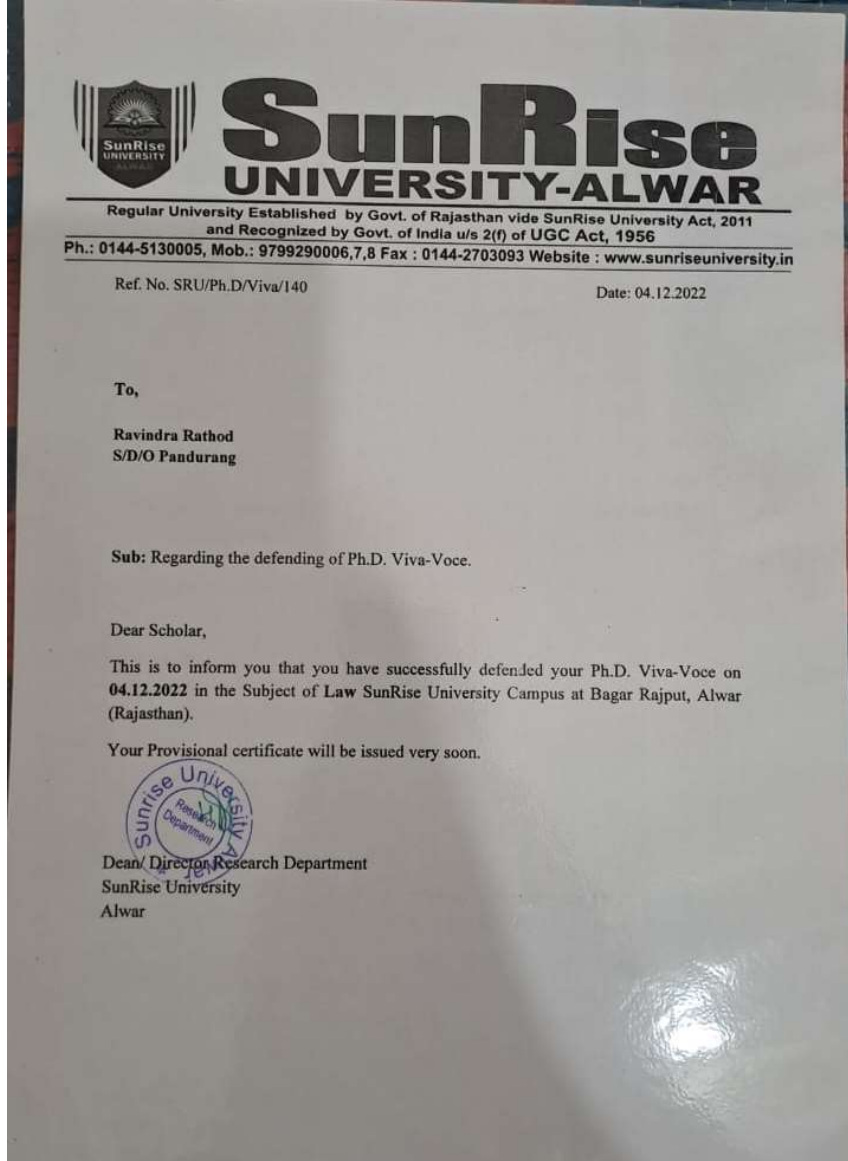 SunRise
UNIVERSITY
ALWAR
SunRise
UNIVERSITY-ALWAR
Regular University Established by Govt. of Rajasthan vide SunRise University Act, 2011
and Recognized by Govt. of India u/s 2(f) of UGC Act, 1956
Ph.: 0144-5130005, Mob.: 9799290006,7,8 Fax : 0144-2703093 Website : www.sunriseuniversity.in
Ref. No. SRU/Ph.D/Viva/140
Date: 04.12.2022
To,
Ravindra Rathod
S/D/O Pandurang
Sub: Regarding the defending of Ph.D. Viva-Voce.
Dear Scholar,
This is to inform you that you have successfully defended your Ph.D. Viva-Voce on
04.12.2022 in the Subject of Law SunRise University Campus at Bagar Rajput, Alwar
(Rajasthan).
Your Provisional certificate will be issued very soon.
Sunrise University Alwar
Research
Department
Dean/ Director Research Department
SunRise University
Alwar